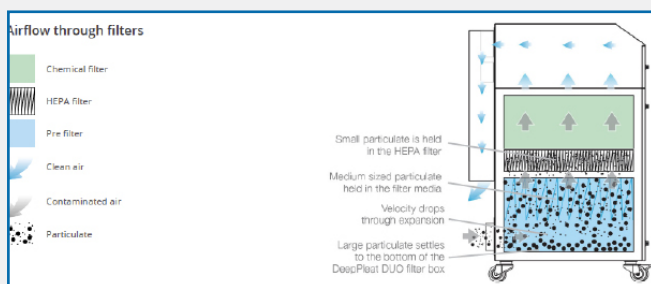 Airflow through filters
Chemical filter
HEPA filter
Pre filter
Clean air
Contaminated air
Particulate
Small particulate is held
in the HEPA filter
Medium sized particulate
held in the filter media
Velocity drops
through expansion
Large particulate settles
to the bottom of the
DeepPleat DUO filter box